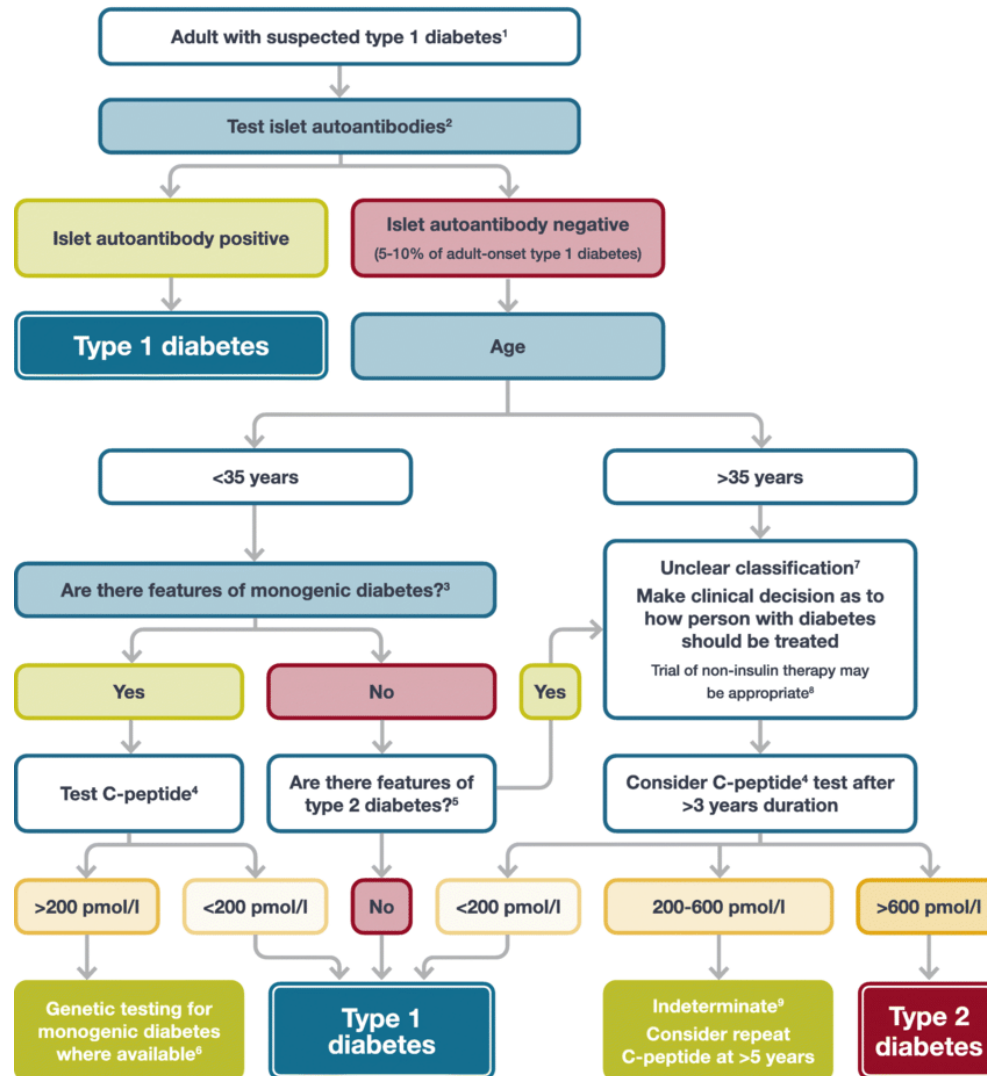 Adult with suspected type 1 diabetes¹
Test islet autoantibodies²
Islet autoantibody positive
Islet autoantibody negative
(5-10% of adult-onset type 1 diabetes)
Type 1 diabetes
Age
<35 years
>35 years
Are there features of monogenic diabetes?³
Unclear classification⁷
Make clinical decision as to
how person with diabetes
should be treated
Trial of non-insulin therapy may
be appropriate⁸
Yes
No
Yes
Test C-peptide⁴
Are there features of
type 2 diabetes?⁵
Consider C-peptide⁴ test after
>3 years duration
>200 pmol/l
<200 pmol/l
No
<200 pmol/l
200-600 pmol/l
>600 pmol/l
Genetic testing for
monogenic diabetes
where available⁶
Type 1
diabetes
Indeterminate⁹
Consider repeat
C-peptide at >5 years
Type 2
diabetes